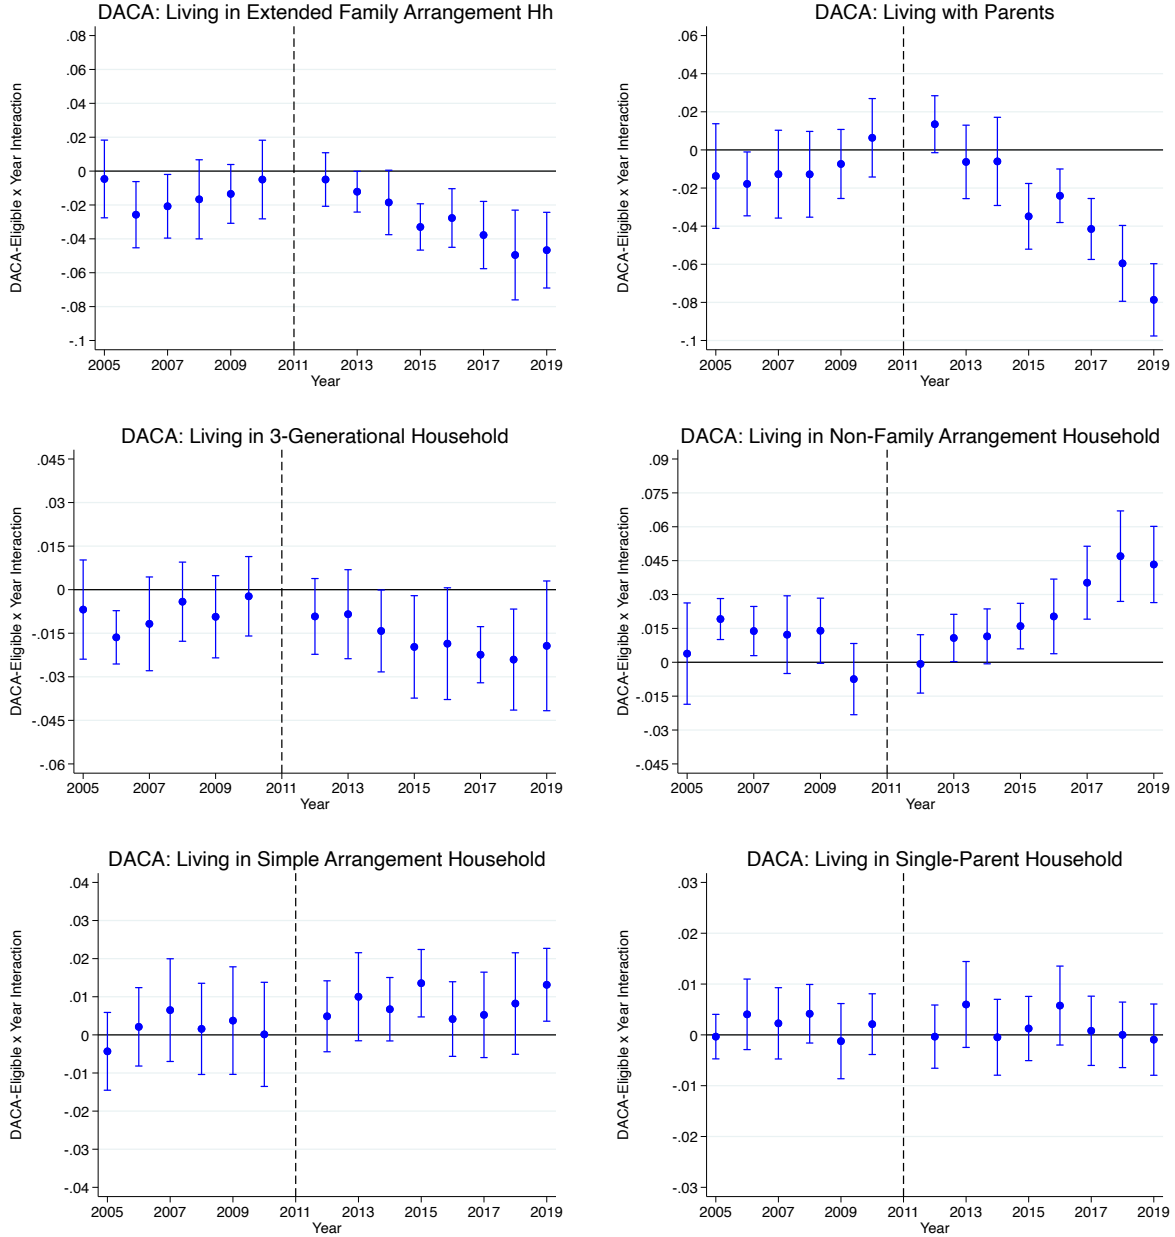 DACA: Living in Extended Family Arrangement Hh
DACA-Eligible x Year Interaction
.08
.06
.04
.02
0
-.02
-.04
-.06
-.08
-.1
2005 2007 2009 2011 2013 2015 2017 2019
Year
DACA: Living with Parents
DACA-Eligible x Year Interaction
.06
.04
.02
0
-.02
-.04
-.06
-.08
-.1
2005 2007 2009 2011 2013 2015 2017 2019
Year
DACA: Living in 3-Generational Household
DACA-Eligible x Year Interaction
.045
.03
.015
0
-.015
-.03
-.045
-.06
2005 2007 2009 2011 2013 2015 2017 2019
Year
DACA: Living in Non-Family Arrangement Household
DACA-Eligible x Year Interaction
.09
.075
.06
.045
.03
.015
0
-.015
-.03
-.045
2005 2007 2009 2011 2013 2015 2017 2019
Year
DACA: Living in Simple Arrangement Household
DACA-Eligible x Year Interaction
.04
.03
.02
.01
0
-.01
-.02
-.03
-.04
2005 2007 2009 2011 2013 2015 2017 2019
Year
DACA: Living in Single-Parent Household
DACA-Eligible x Year Interaction
.03
.02
.01
0
-.01
-.02
-.03
2005 2007 2009 2011 2013 2015 2017 2019
Year